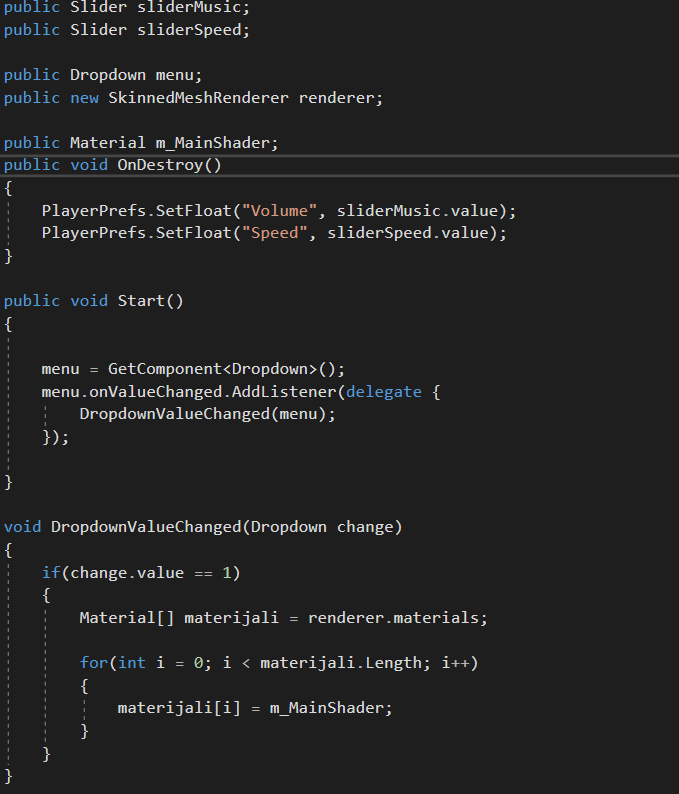 public Slider sliderMusic;
public Slider sliderSpeed;
public Dropdown menu;
public new SkinnedMeshRenderer renderer;
public Material m_MainShader;
public void OnDestroy()
{
PlayerPrefs.SetFloat("Volume", sliderMusic.value);
PlayerPrefs.SetFloat("Speed", sliderSpeed.value);
}
public void Start()
{
menu = GetComponent<Dropdown>();
menu.onValueChanged.AddListener(delegate {
DropdownValueChanged(menu);
});
}
void DropdownValueChanged(Dropdown change)
{
if(change.value == 1)
{
Material[] materijali = renderer.materials;
for(int i = 0; i < materijali.Length; i++)
{
materijali[i] = m_MainShader;
}
}
}